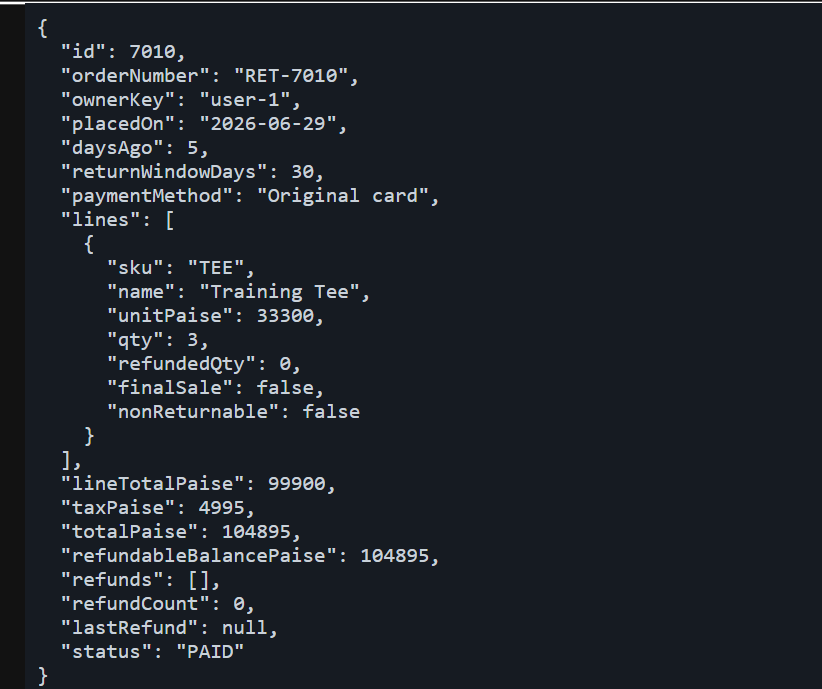 {
  "id": 7010,
  "orderNumber": "RET-7010",
  "ownerKey": "user-1",
  "placedOn": "2026-06-29",
  "daysAgo": 5,
  "returnWindowDays": 30,
  "paymentMethod": "Original card",
  "lines": [
    {
      "sku": "TEE",
      "name": "Training Tee",
      "unitPaise": 33300,
      "qty": 3,
      "refundedQty": 0,
      "finalSale": false,
      "nonReturnable": false
    }
  ],
  "lineTotalPaise": 99900,
  "taxPaise": 4995,
  "totalPaise": 104895,
  "refundableBalancePaise": 104895,
  "refunds": [],
  "refundCount": 0,
  "lastRefund": null,
  "status": "PAID"
}